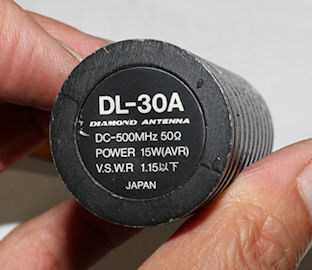 DL-30A
DIAMOND ANTENNA
DC-500MHz 50Ω
POWER 15W(AVR)
V.S.W.R 1.15以下
JAPAN